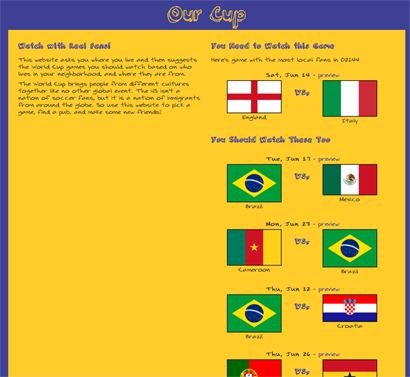 Our Cup
Watch with Real Fans!
This website asks you where you live and then suggests
the World Cup games you should watch based on who
lives in your neighborhood, and where they are from.
The World Cup brings people from different cultures
together like no other global event. The US isn't a
nation of soccer fans, but it is a nation of immigrants
from around the globe. So use this website to pick a
game, find a pub, and make some new friends!
You Need to Watch this Game
Here's game with the most local fans in 02144
Sat, Jun 14 - preview
vs.
England
Italy
You Should Watch These Too
Tue, Jun 17 - preview
vs.
Brazil
Mexico
Mon, Jun 23 - preview
vs.
Cameroon
Brazil
Thu, Jun 12 - preview
vs.
Brazil
Croatia
Thu, Jun 26 - preview
vs.